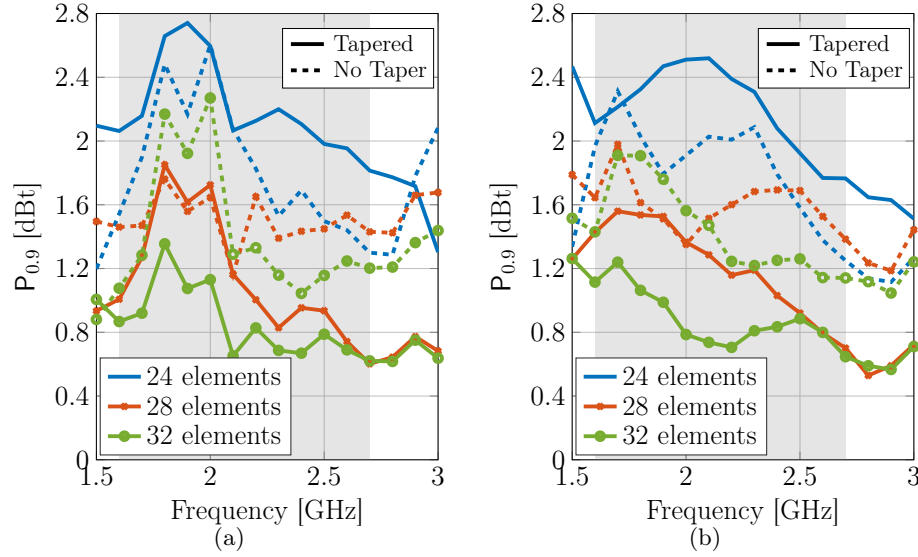 2.8
2.4
2
1.6
1.2
0.8
0.4
0
P0.9 [dBt]
Tapered
No Taper
24 elements
28 elements
32 elements
1.5 2 2.5 3
Frequency [GHz]
(a)
2.8
2.4
2
1.6
1.2
0.8
0.4
0
P0.9 [dBt]
Tapered
No Taper
24 elements
28 elements
32 elements
1.5 2 2.5 3
Frequency [GHz]
(b)